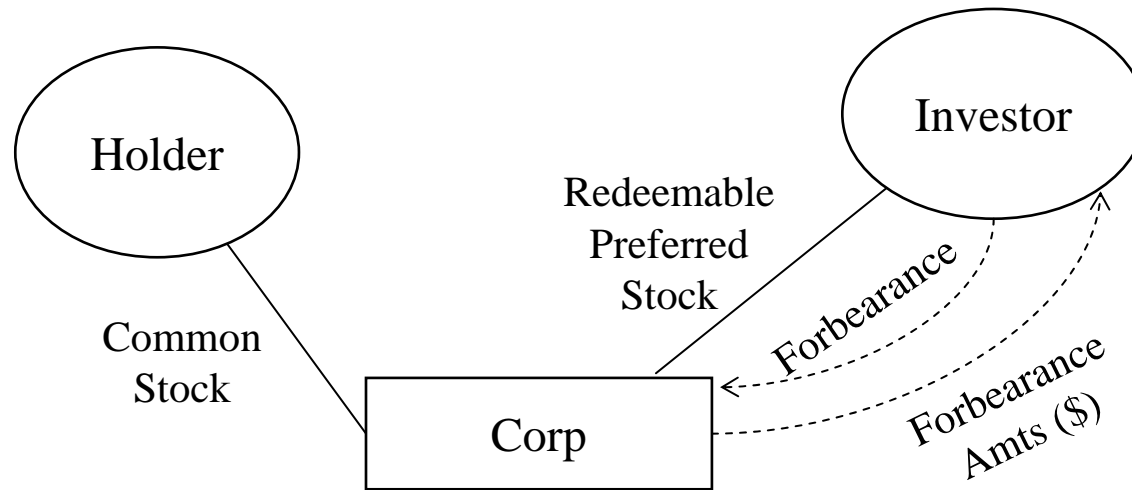 Holder
Investor
Redeemable
Preferred
Stock
Forbearance
Common
Stock
Forbearance
Amts ($)
Corp